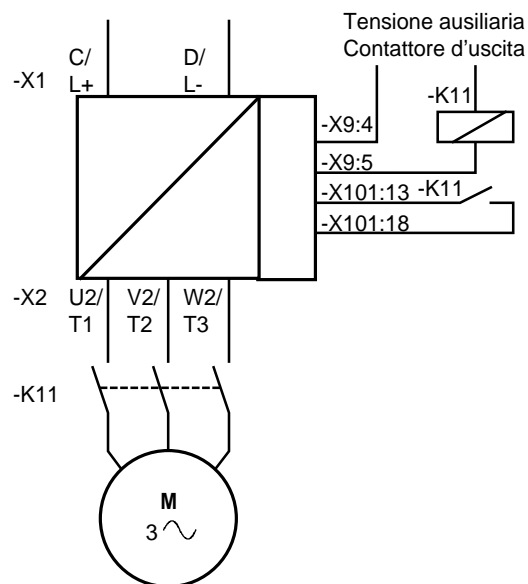 Tensione ausiliaria
Contattore d'uscita
C/
L+
D/
L-
-X1
-K11
-X9:4
-X9:5
-X101:13
-K11
-X101:18
-X2
U2/
T1
V2/
T2
W2/
T3
-K11
M
3